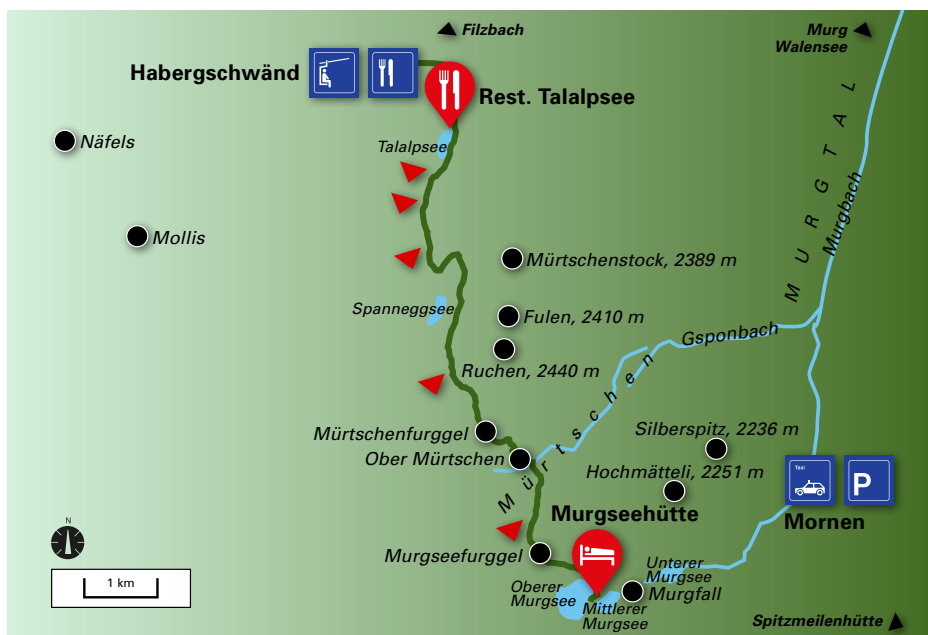 Filzbach
Murg
Walensee
Habergschwänd
Rest. Talalpsee
Näfels
Talalpsee
MURGTAL
Murgbach
Mollis
Mürtschenstock, 2389 m
Spanneggsee
Fulen, 2410 m
Gsponbach
Ruchen, 2440 m
Mürtschen
Mürtschenfurggel
Silberspitz, 2236 m
Ober Mürtschen
Hochmätteli, 2251 m
Taxi
P
Murgseehütte
Mornen
N
Murgseefurggel
Unterer
Murgsee
Oberer
Murgsee
Murgfall
1 km
Mittlerer
Murgsee
Spitzmeilenhütte